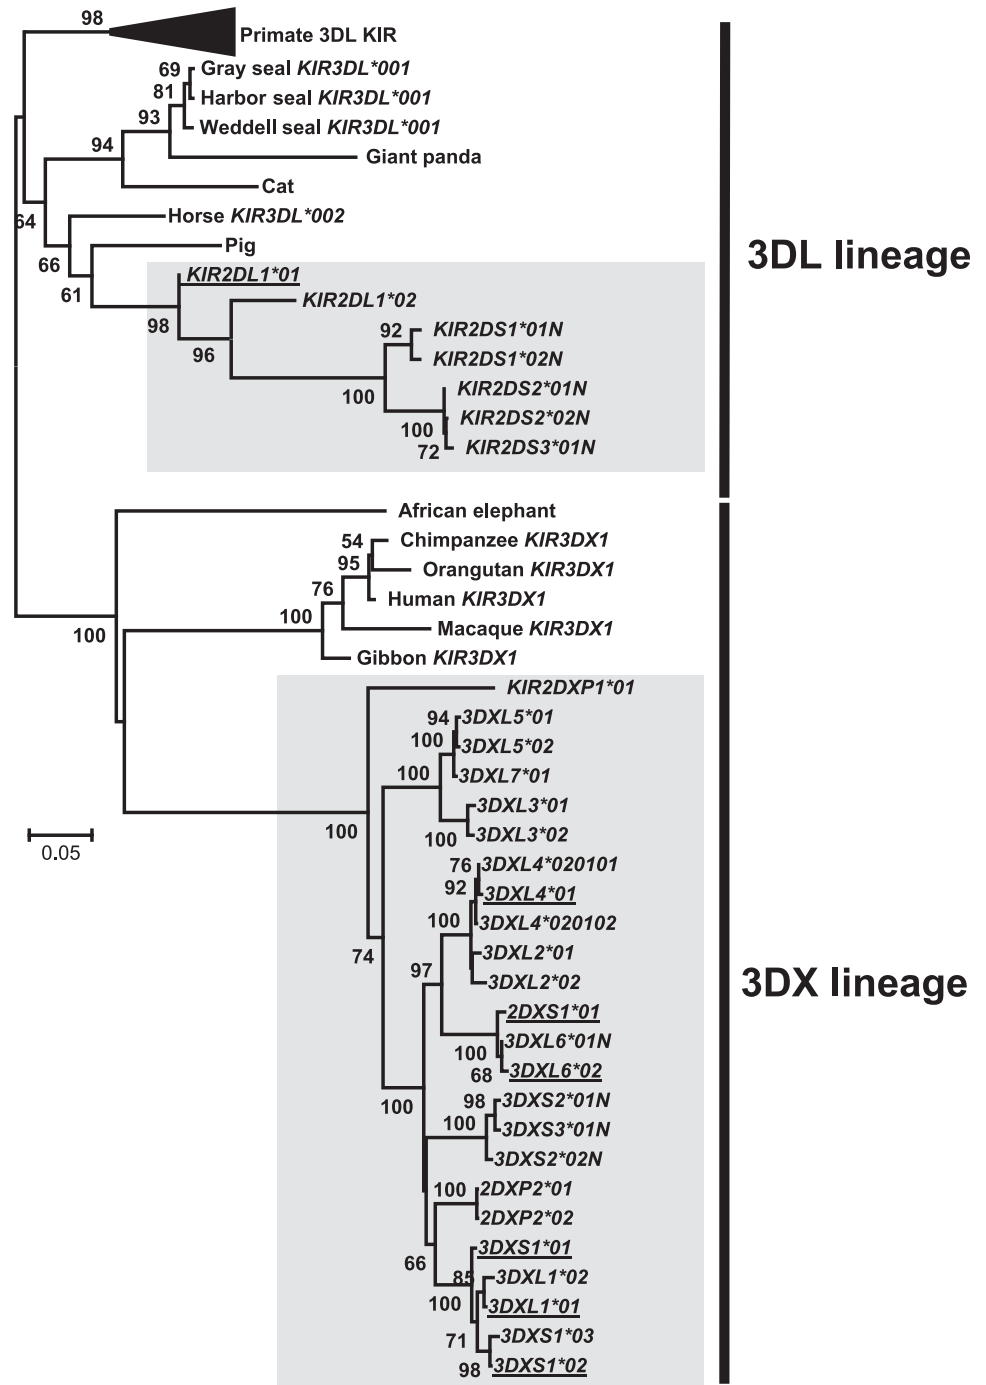 98
Primate 3DL KIR
69
Gray seal KIR3DL*001
81
Harbor seal KIR3DL*001
93
Weddell seal KIR3DL*001
94
Giant panda
Cat
64
Horse KIR3DL*002
66
Pig
3DL lineage
61
KIR2DL1*01
98
KIR2DL1*02
96
92
KIR2DS1*01N
KIR2DS1*02N
100
KIR2DS2*01N
100
KIR2DS2*02N
72
KIR2DS3*01N
African elephant
54
Chimpanzee KIR3DX1
95
Orangutan KIR3DX1
76
Human KIR3DX1
100
100
Macaque KIR3DX1
Gibbon KIR3DX1
KIR2DXP1*01
94
3DXL5*01
100
3DXL5*02
100
3DXL7*01
3DXL3*01
100
100
3DXL3*02
0.05
76
3DXL4*020101
92
3DXL4*01
100
3DXL4*020102
74
3DXL2*01
97
3DXL2*02
3DX lineage
2DXS1*01
100
3DXL6*01N
68
3DXL6*02
98
3DXS2*01N
100
100
3DXS3*01N
3DXS2*02N
100
2DXP2*01
2DXP2*02
66
3DXS1*01
85
3DXL1*02
100
3DXL1*01
71
3DXS1*03
98
3DXS1*02